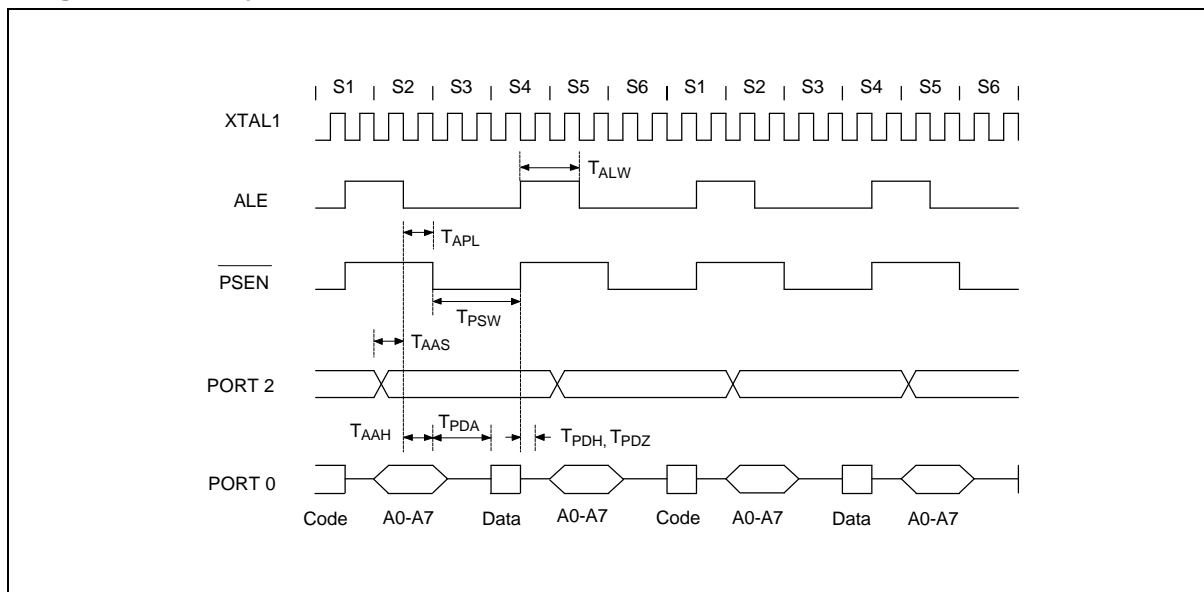 S1 S2 S3 S4 S5 S6 S1 S2 S3 S4 S5 S6
XTAL1
TALW
ALE
TAPL
PSEN
TPSW
TAAS
PORT 2
TAAH TPDA TPDH, TPDZ
PORT 0
Code A0-A7 Data A0-A7 Code A0-A7 Data A0-A7